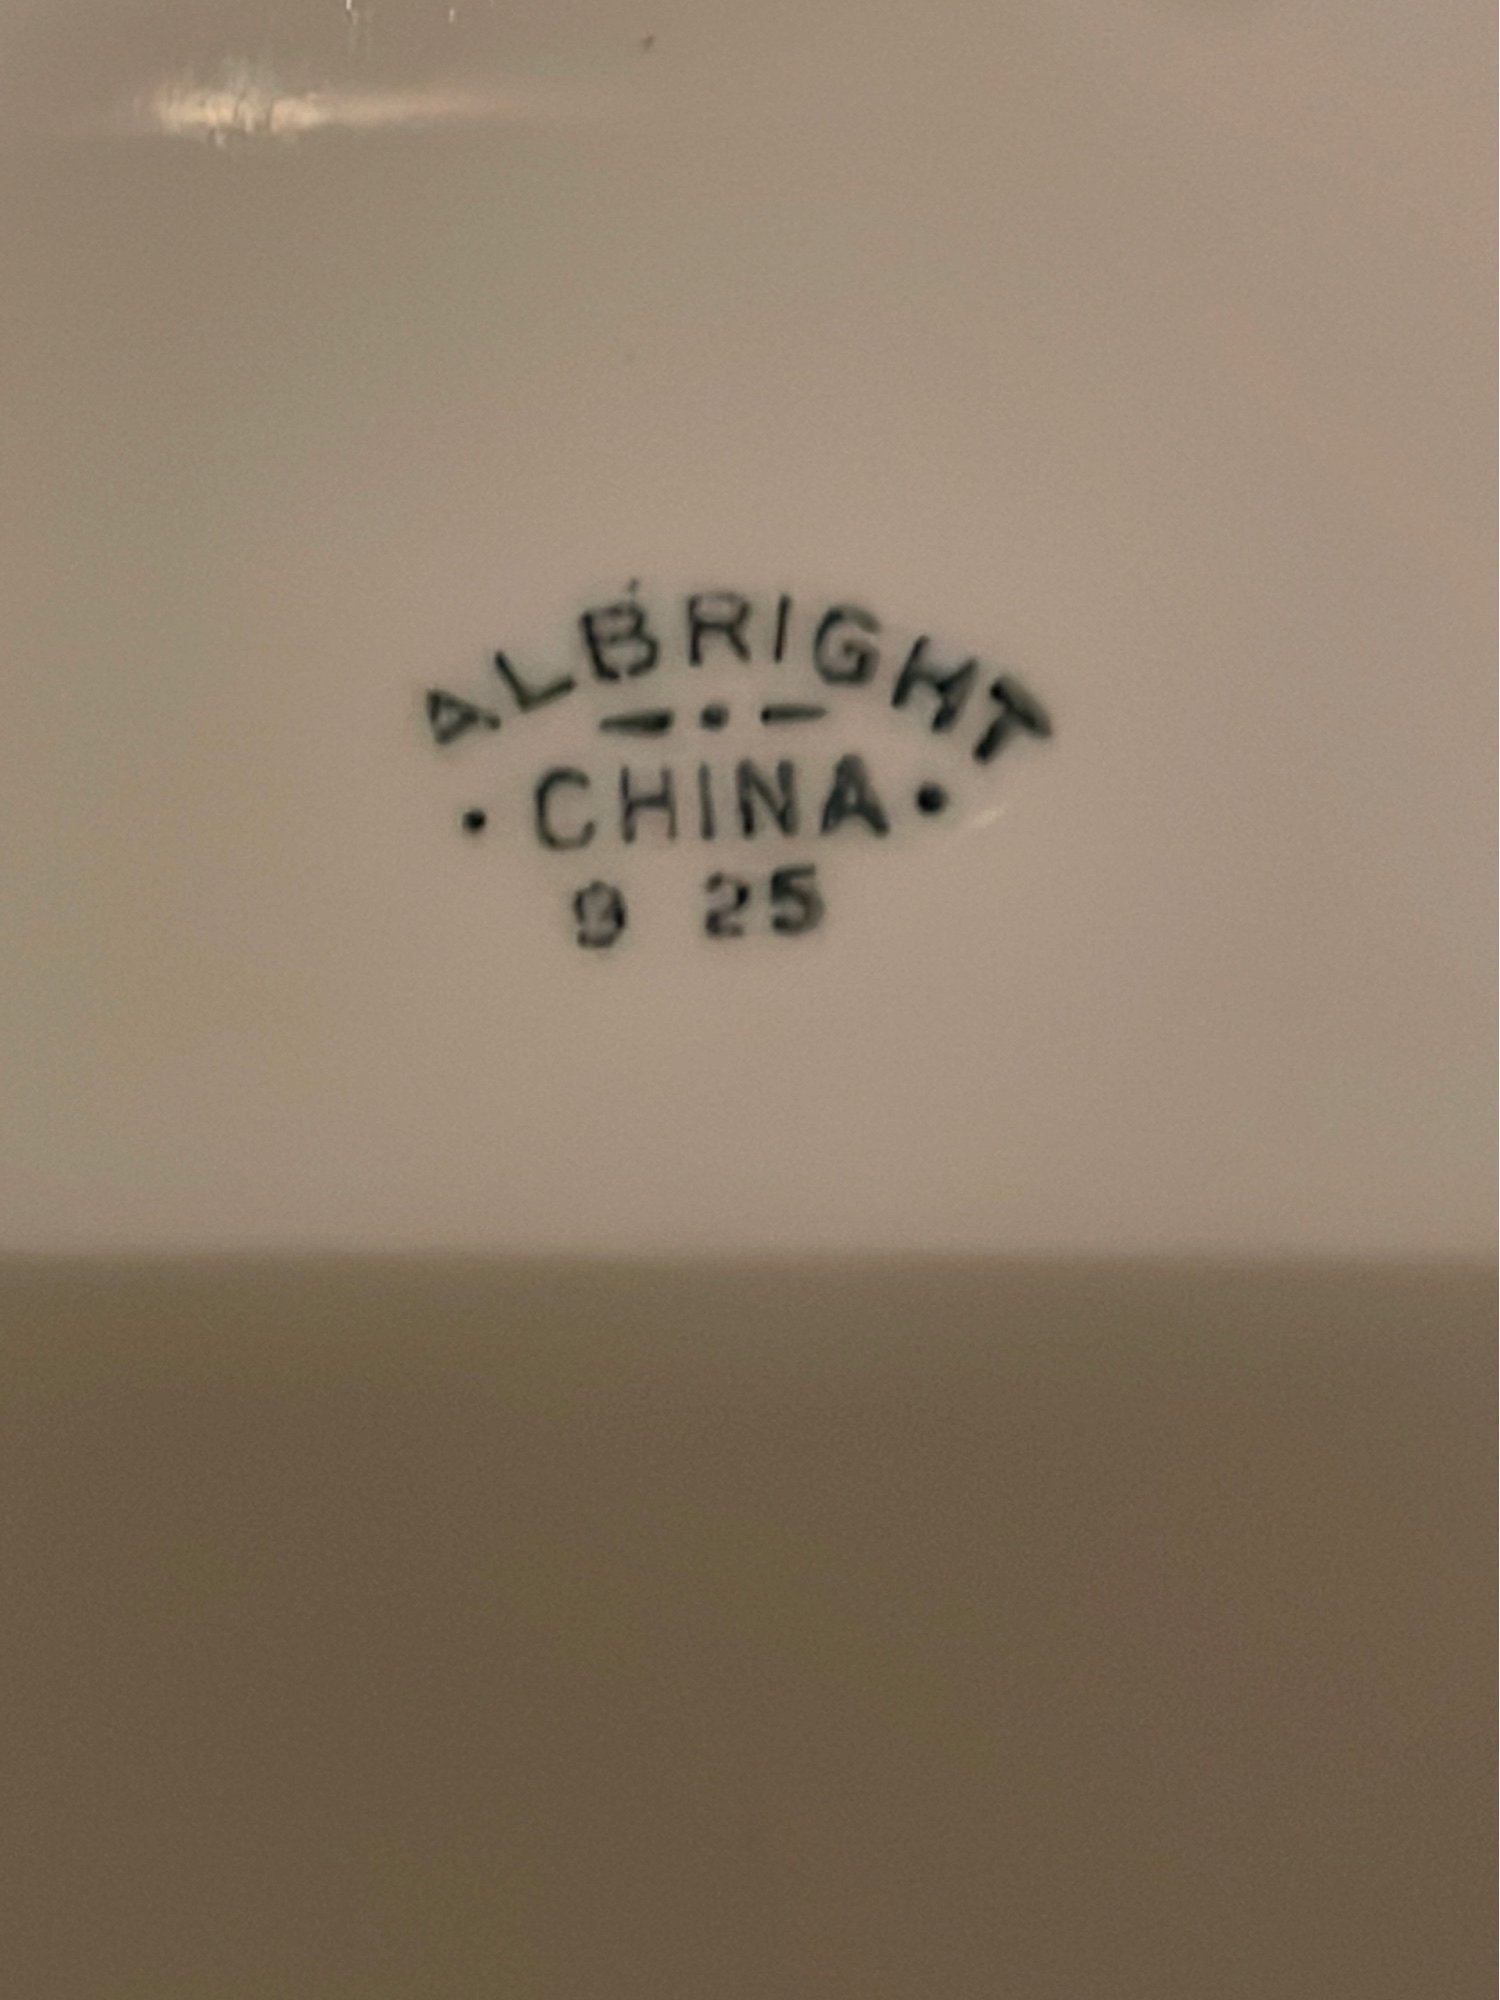 ALBRIGHT
— • —
• CHINA •
9 25